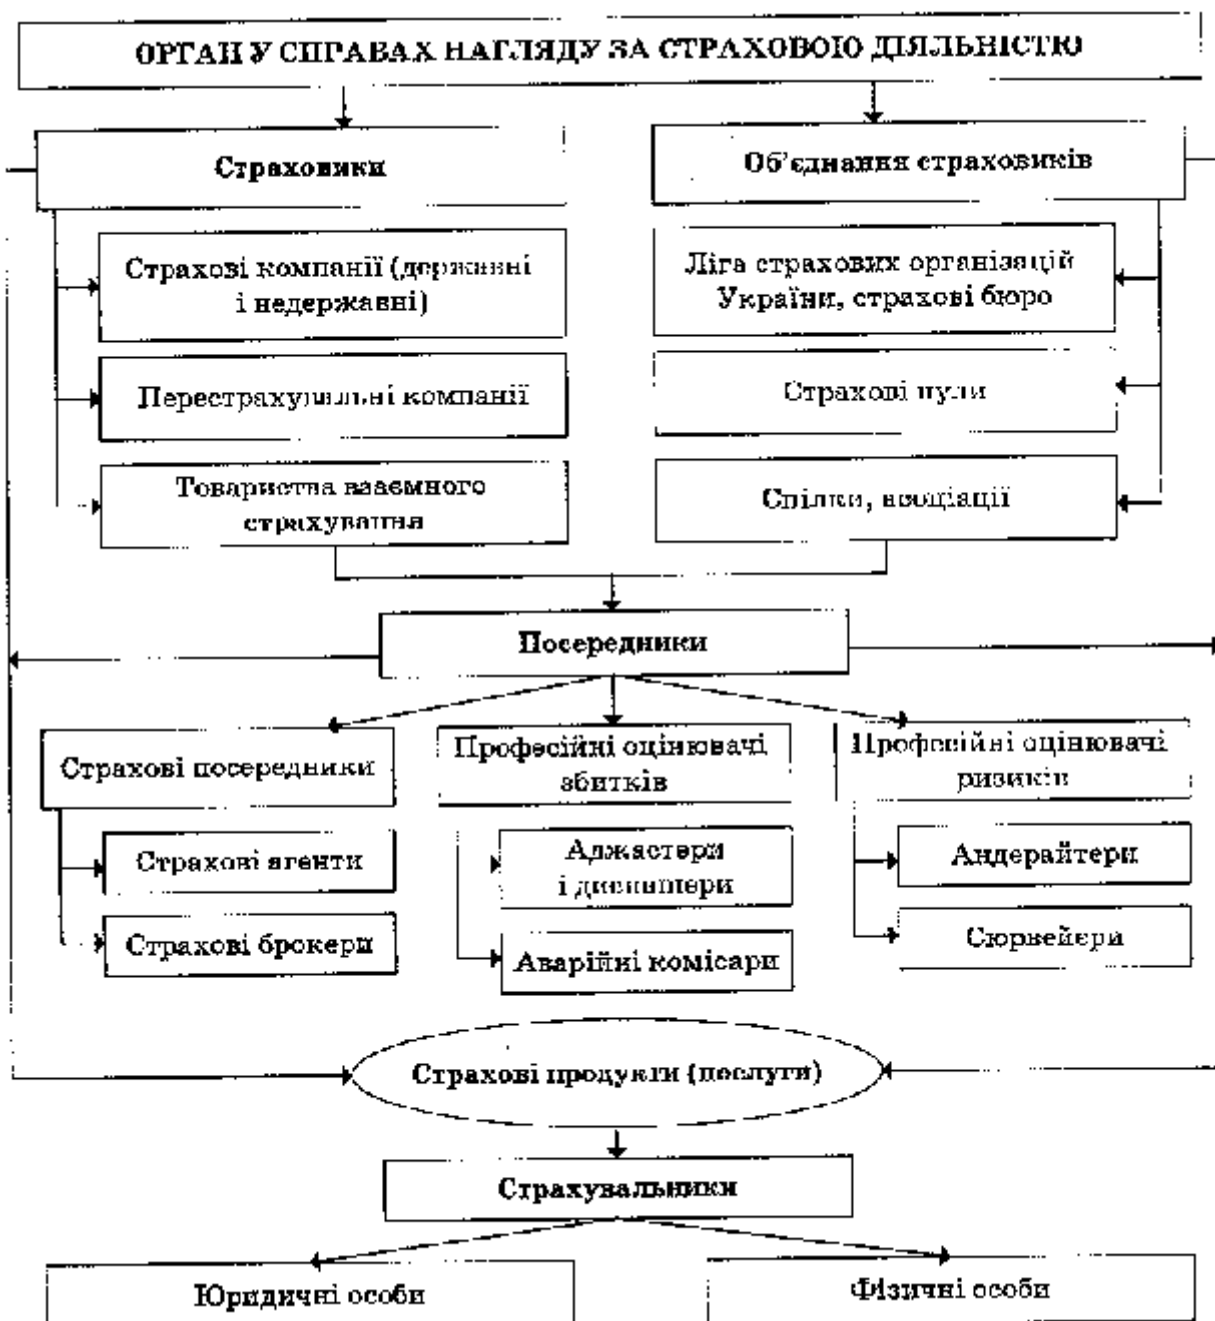 ОРГАН У СПРАВАХ НАГЛЯДУ ЗА СТРАХОВОЮ ДІЯЛЬНІСТЮ
Страховики
Об’єднання страховиків
Страхові компанії (державні
і недержавні)
Ліга страхових організацій
України, страхові бюро
Перестрахувальні компанії
Страхові пули
Товариства взаємного
страхування
Спілки, асоціації
Посередники
Страхові посередники
Професійні оцінювачі
збитків
Професійні оцінювачі
ризиків
Страхові агенти
Страхові брокери
Аджастери
і диспашери
Аварійні комісари
Андерайтери
Сюрвейєри
Страхові продукти (послуги)
Страхувальники
Юридичні особи
Фізичні особи